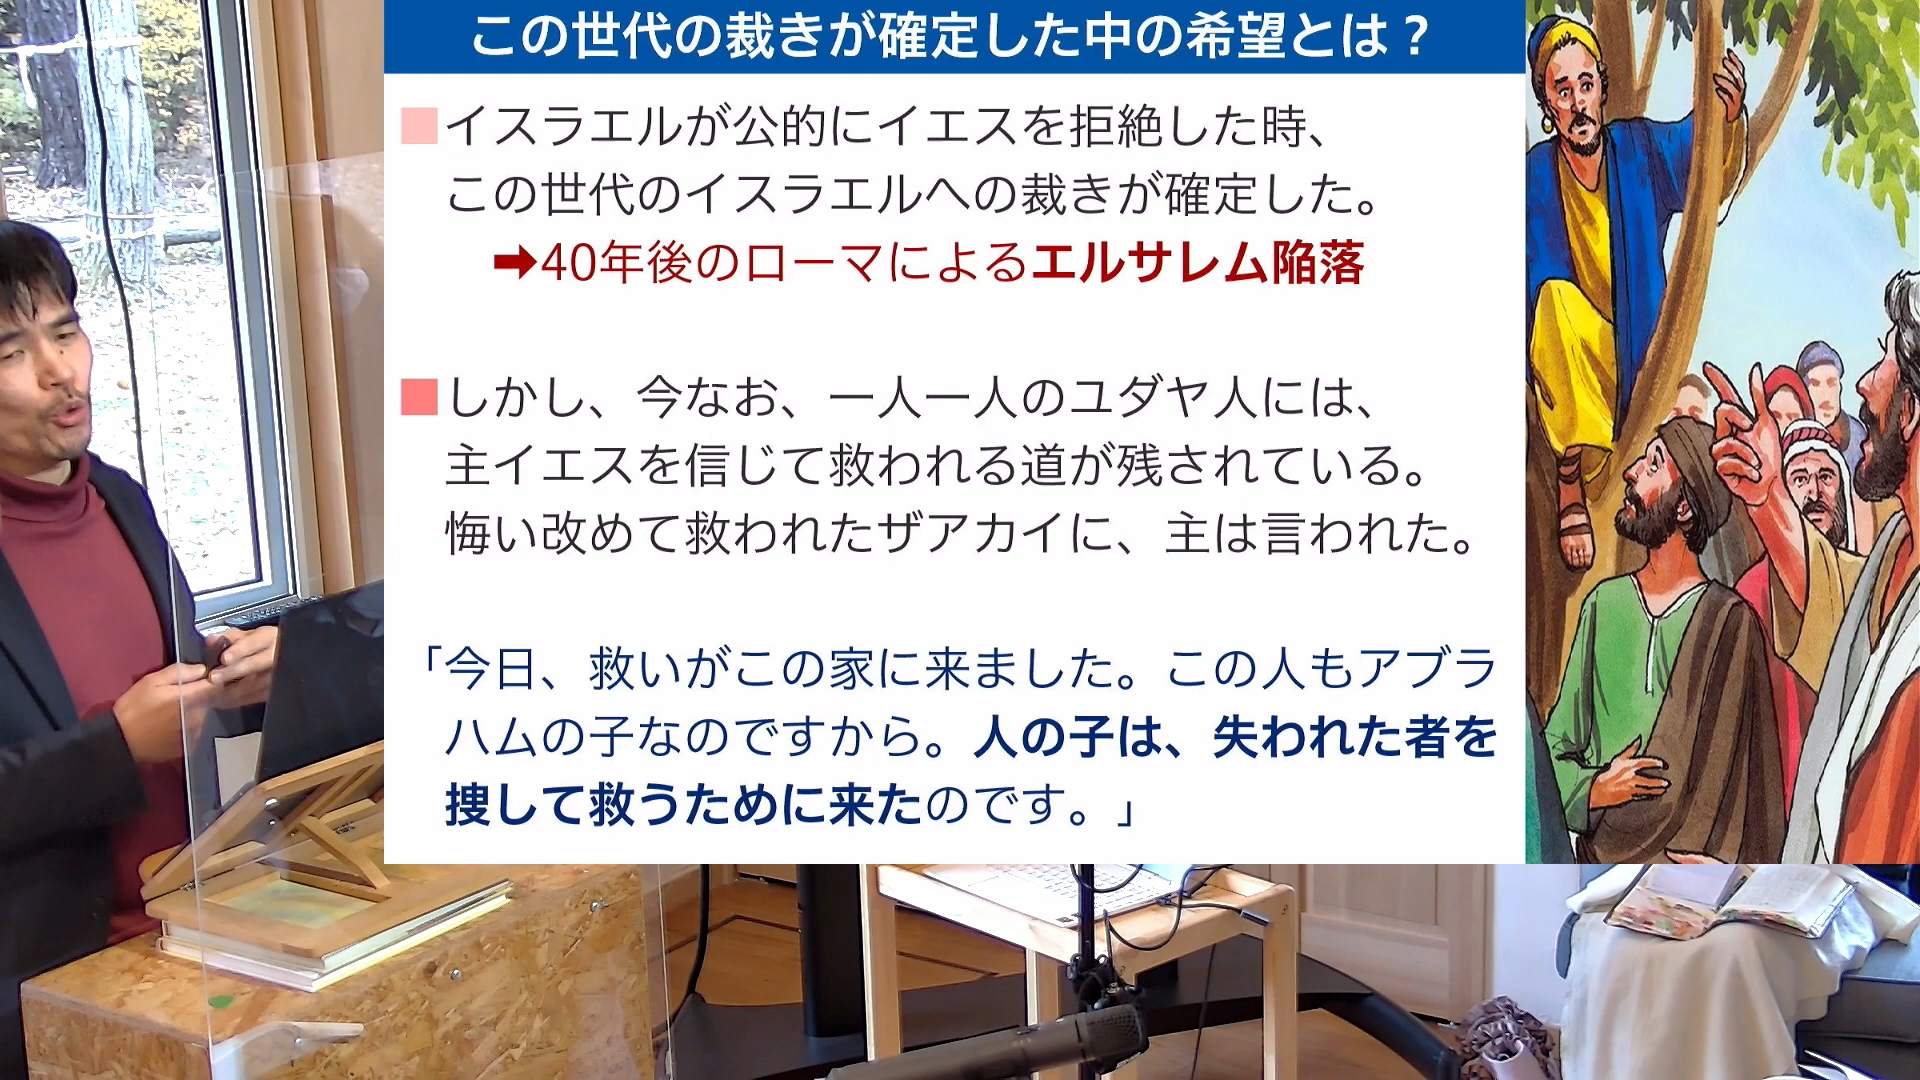 この世代の裁きが確定した中の希望とは？
■イスラエルが公的にイエスを拒絶した時、
この世代のイスラエルへの裁きが確定した。
➡40年後のローマによるエルサレム陥落
■しかし、今なお、一人一人のユダヤ人には、
主イエスを信じて救われる道が残されている。
悔い改めて救われたザアカイに、主は言われた。
「今日、救いがこの家に来ました。この人もアブラ
ハムの子なのですから。人の子は、失われた者を
捜して救うために来たのです。」